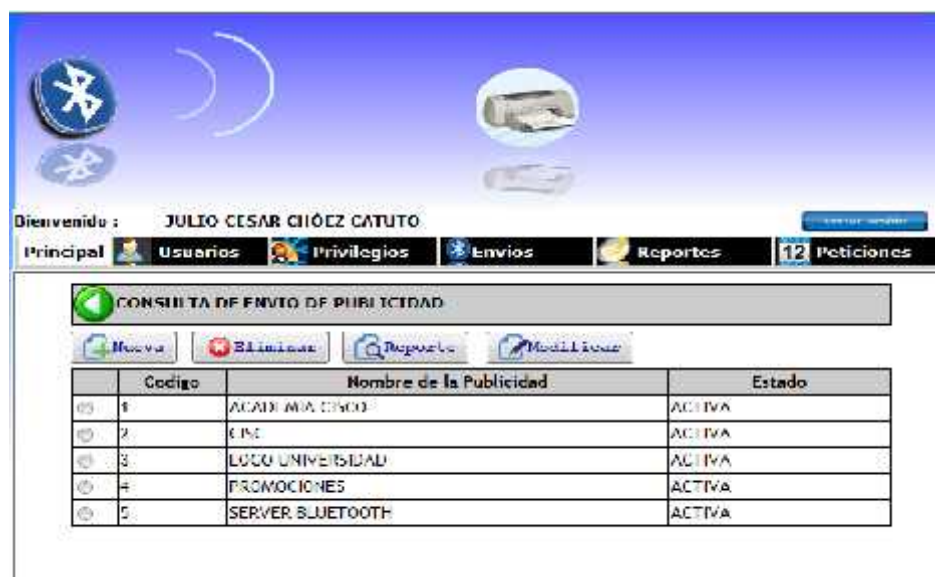 Bienvenido : JULIO CESAR CHÓEZ CATUTO
Principal Usuarios Privilegios Envios Reportes 12 Peticiones
CONSULTA DE ENVIO DE PUBLICIDAD
Nueva Eliminar Reporte Modificar
Codigo Nombre de la Publicidad Estado
1 ACADEMIA CISCO ACTIVA
2 CISC ACTIVA
3 LOGO UNIVERSIDAD ACTIVA
4 PROMOCIONES ACTIVA
5 SERVER BLUETOOTH ACTIVA